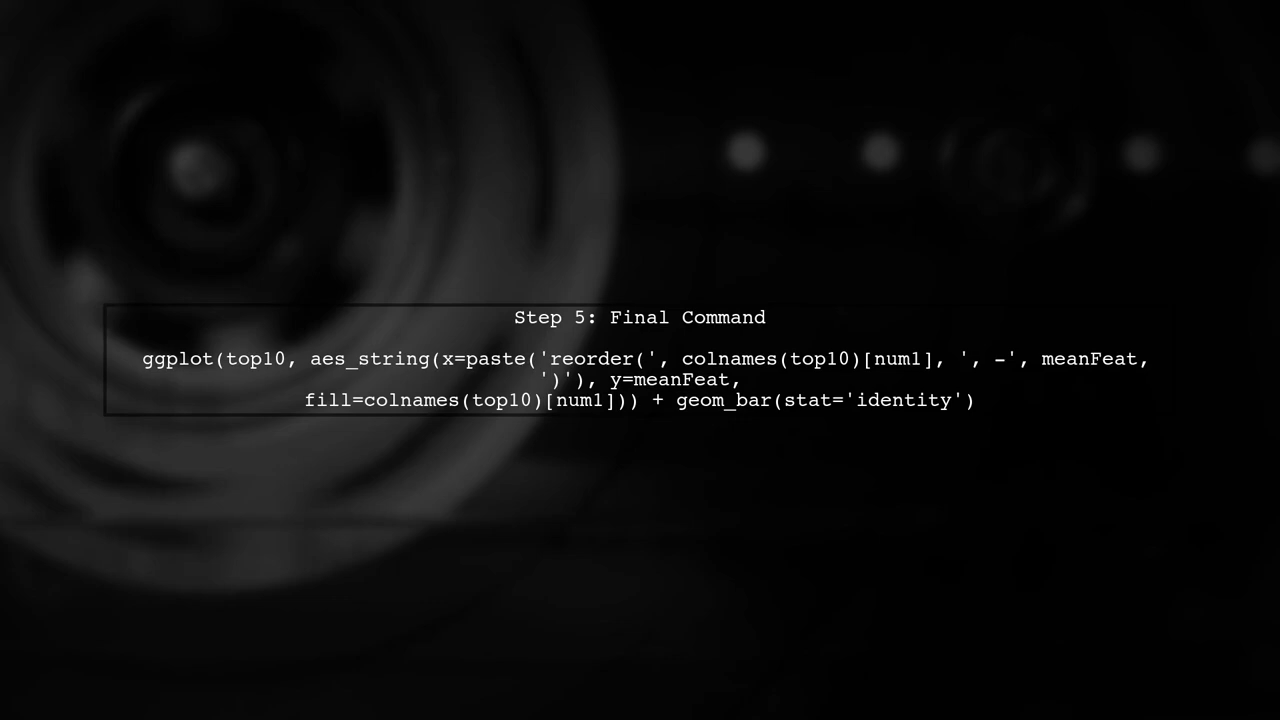 Step 5: Final Command
ggplot(top10, aes_string(x=paste('reorder(', colnames(top10)[num1], ', -', meanFeat,
')'), y=meanFeat,
fill=colnames(top10)[num1])) + geom_bar(stat='identity')